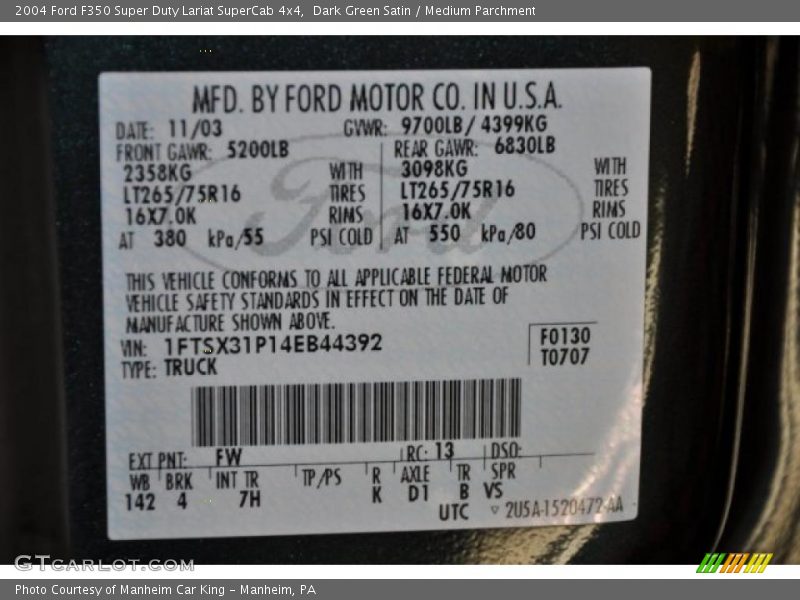 2004 Ford F350 Super Duty Lariat SuperCab 4x4, Dark Green Satin / Medium Parchment
MFD. BY FORD MOTOR CO. IN U.S.A.
DATE: 11/03 GVWR: 9700LB/ 4399KG
FRONT GAWR: 5200LB REAR GAWR: 6830LB
2358KG WITH 3098KG WITH
LT265/75R16 TIRES LT265/75R16 TIRES
16X7.0K RIMS 16X7.0K RIMS
AT 380 kPa/55 PSI COLD AT 550 kPa/80 PSI COLD
Ford
THIS VEHICLE CONFORMS TO ALL APPLICABLE FEDERAL MOTOR
VEHICLE SAFETY STANDARDS IN EFFECT ON THE DATE OF
MANUFACTURE SHOWN ABOVE.
VIN: 1FTSX31P14EB44392 F0130
TYPE: TRUCK T0707
EXT PNT: FW RC: 13 DSO:
WB BRK INT TR TP/PS R AXLE TR SPR
142 4 7H K D1 B VS
UTC ▽ 2U5A-1520472-AA
GTCarLot.com
Photo Courtesy of Manheim Car King - Manheim, PA